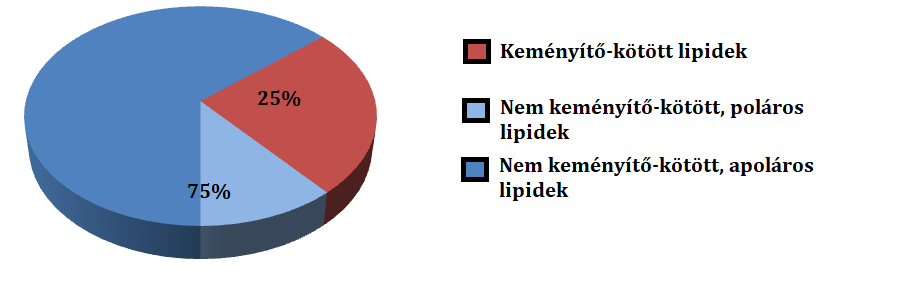 25%
75%
Keményítő-kötött lipidek
Nem keményítő-kötött, poláros
lipidek
Nem keményítő-kötött, apoláros
lipidek